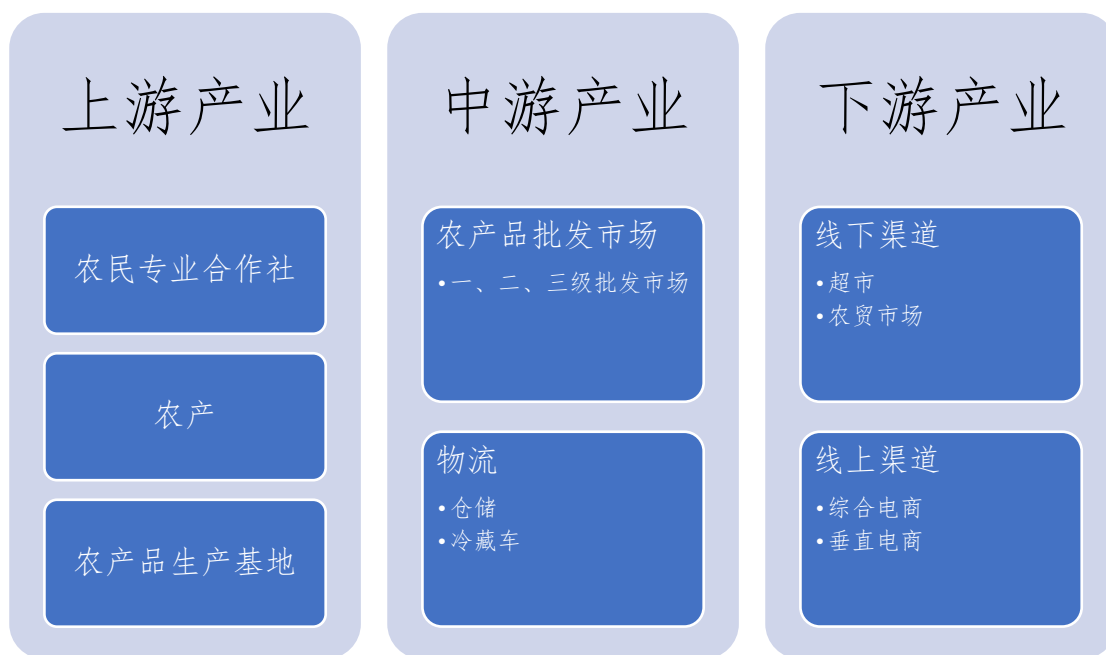 上游产业
农民专业合作社
农产
农产品生产基地
中游产业
农产品批发市场
•一、二、三级批发市场
物流
•仓储
•冷藏车
下游产业
线下渠道
•超市
•农贸市场
线上渠道
•综合电商
•垂直电商